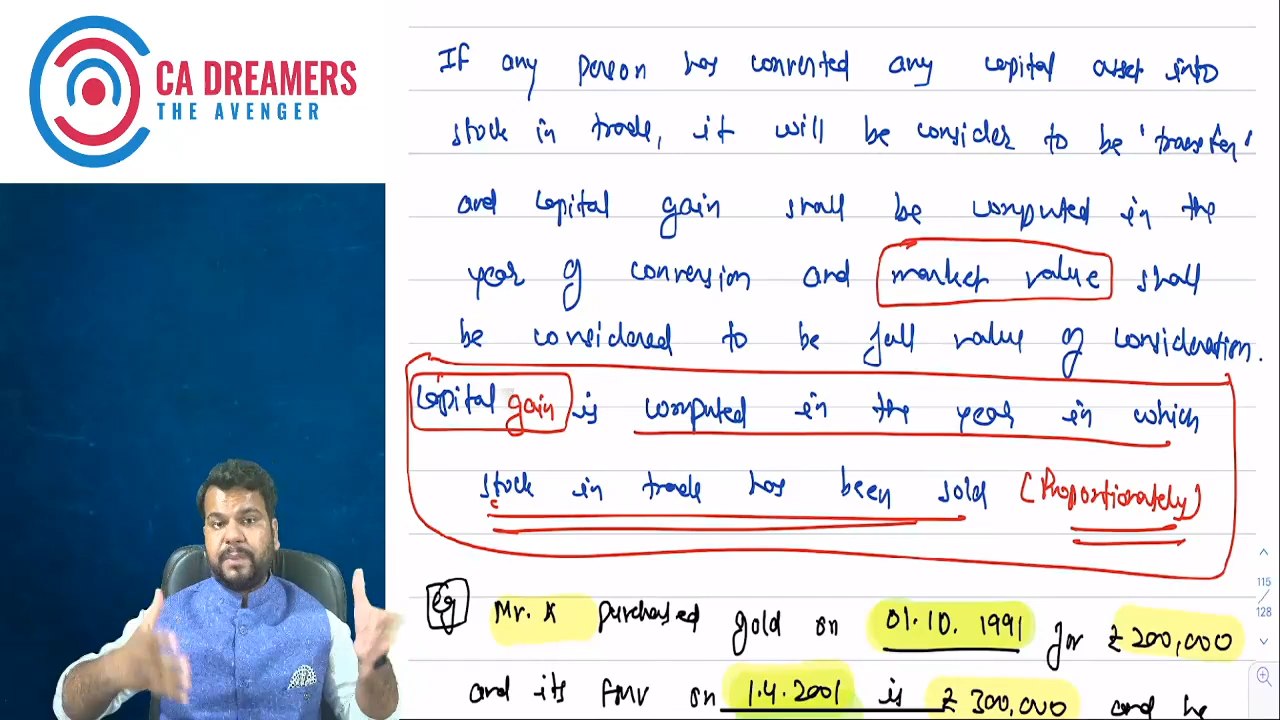 CA DREAMERS
THE AVENGER
If any person has converted any capital asset into
stock in trade, it will be consider to be 'transfer'
and capital gain shall be computed in the
year of conversion and market value shall
be considered to be full value of consideration.
Capital gain is computed in the year in which
stock in trade has been sold (Proportionately)
Eg Mr. X purchased gold on 01.10.1991 for ₹ 200,000
and its FMV on 1.4.2001 is ₹ 300,000 and he
115
/
128